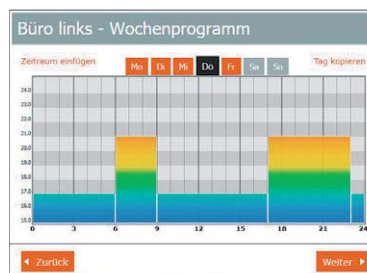 Büro links - Wochenprogramm
Zeitraum einfügen Mo Di Mi Do Fr Sa So Tag kopieren
24.0
23.0
22.0
21.0
20.0
19.0
18.0
17.0
16.0
15.0
0 3 6 9 12 15 18 21 24
Zurück Weiter